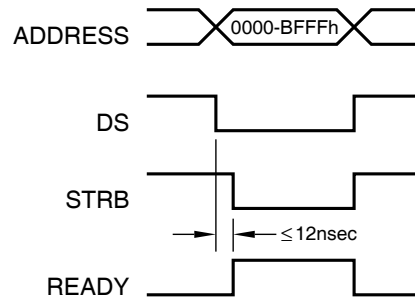 ADDRESS 0000-BFFFh
DS
STRB
≤12nsec
READY